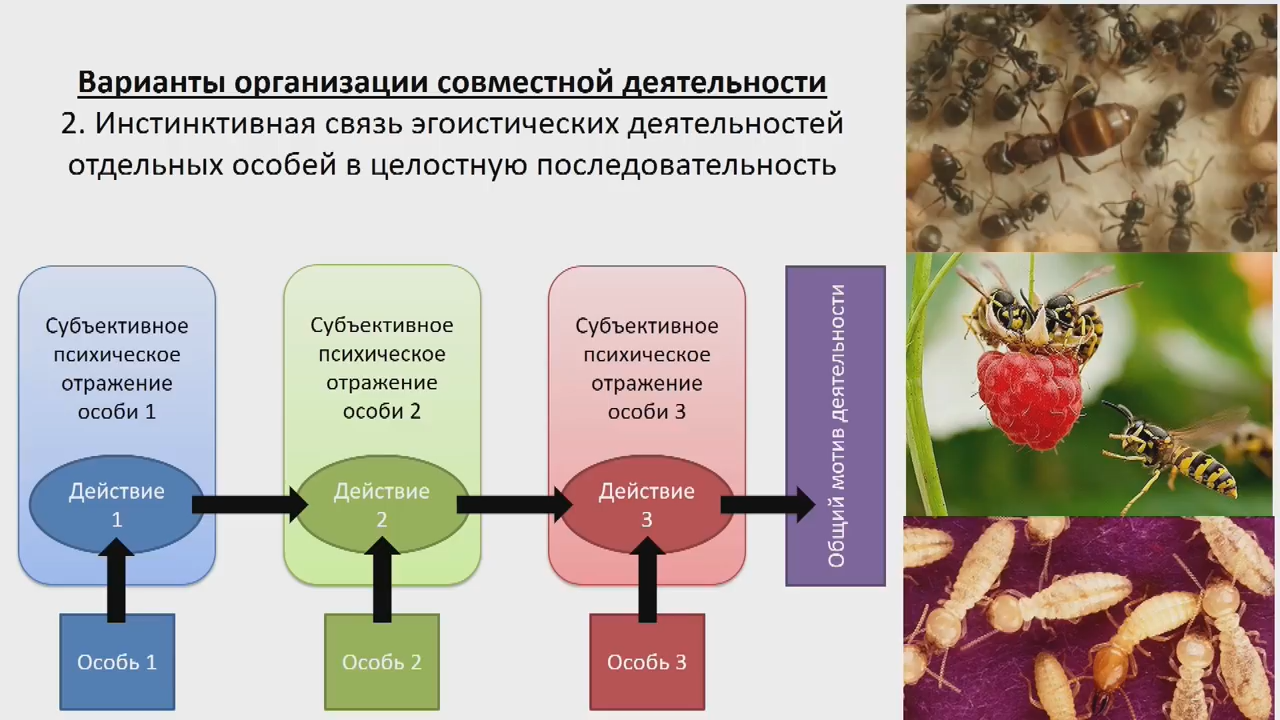 Варианты организации совместной деятельности
2. Инстинктивная связь эгоистических деятельностей
отдельных особей в целостную последовательность
Субъективное
психическое
отражение
особи 1
Действие
1
Особь 1
Субъективное
психическое
отражение
особи 2
Действие
2
Особь 2
Субъективное
психическое
отражение
особи 3
Действие
3
Особь 3
Общий мотив деятельности